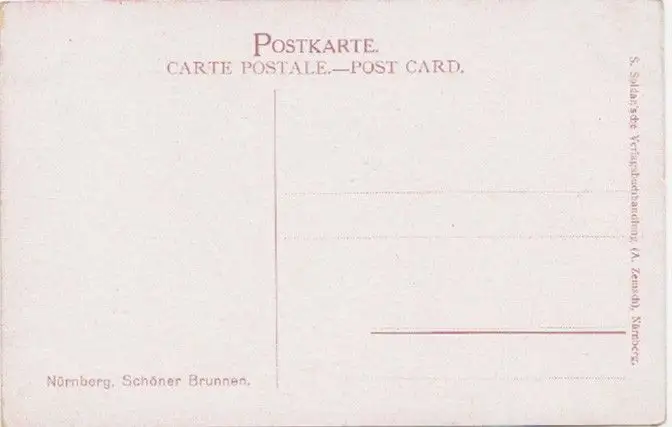 POSTKARTE.
CARTE POSTALE.—POST CARD.
Nürnberg, Schöner Brunnen.
S. Soldan'sche Verlagsbuchhandlung (A. Zemsch), Nürnberg.